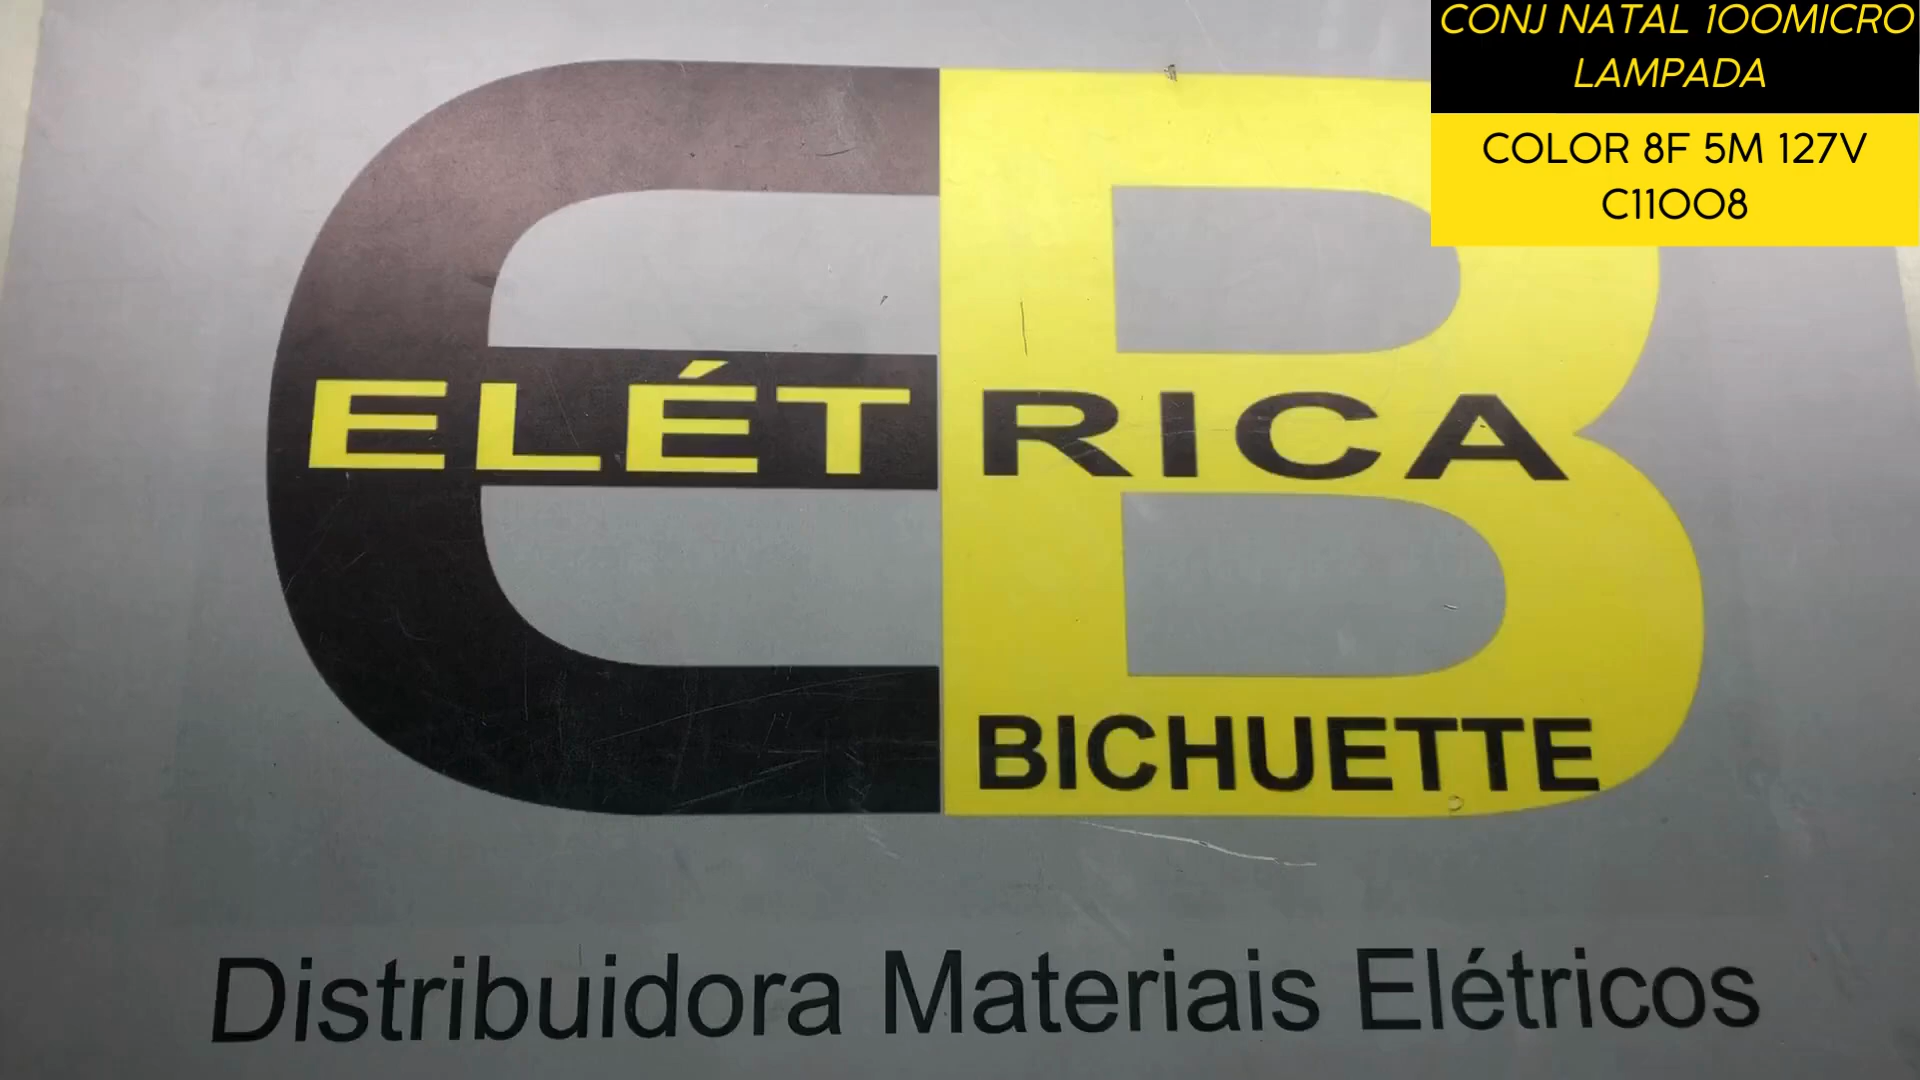 CONJ NATAL 100MICRO
LAMPADA
COLOR 8F 5M 127V
C11008
ELÉTRICA
BICHUETTE
Distribuidora Materiais Elétricos